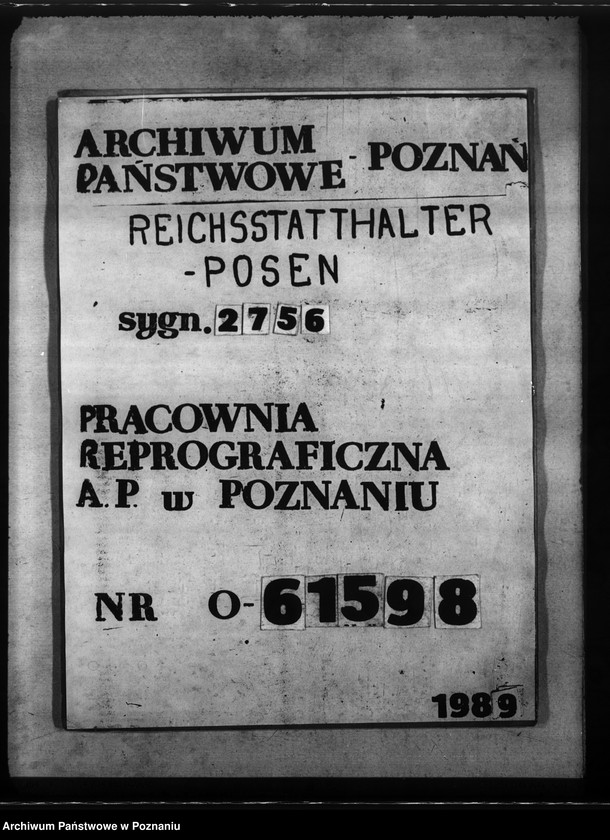 ARCHIWUM
PAŃSTWOWE - POZNAŃ
REICHSSTATTHALTER
-POSEN
sygn. 2756
PRACOWNIA
REPROGRAFICZNA
A.P. w POZNANIU
NR O-61598
1989
Archiwum Państwowe w Poznaniu